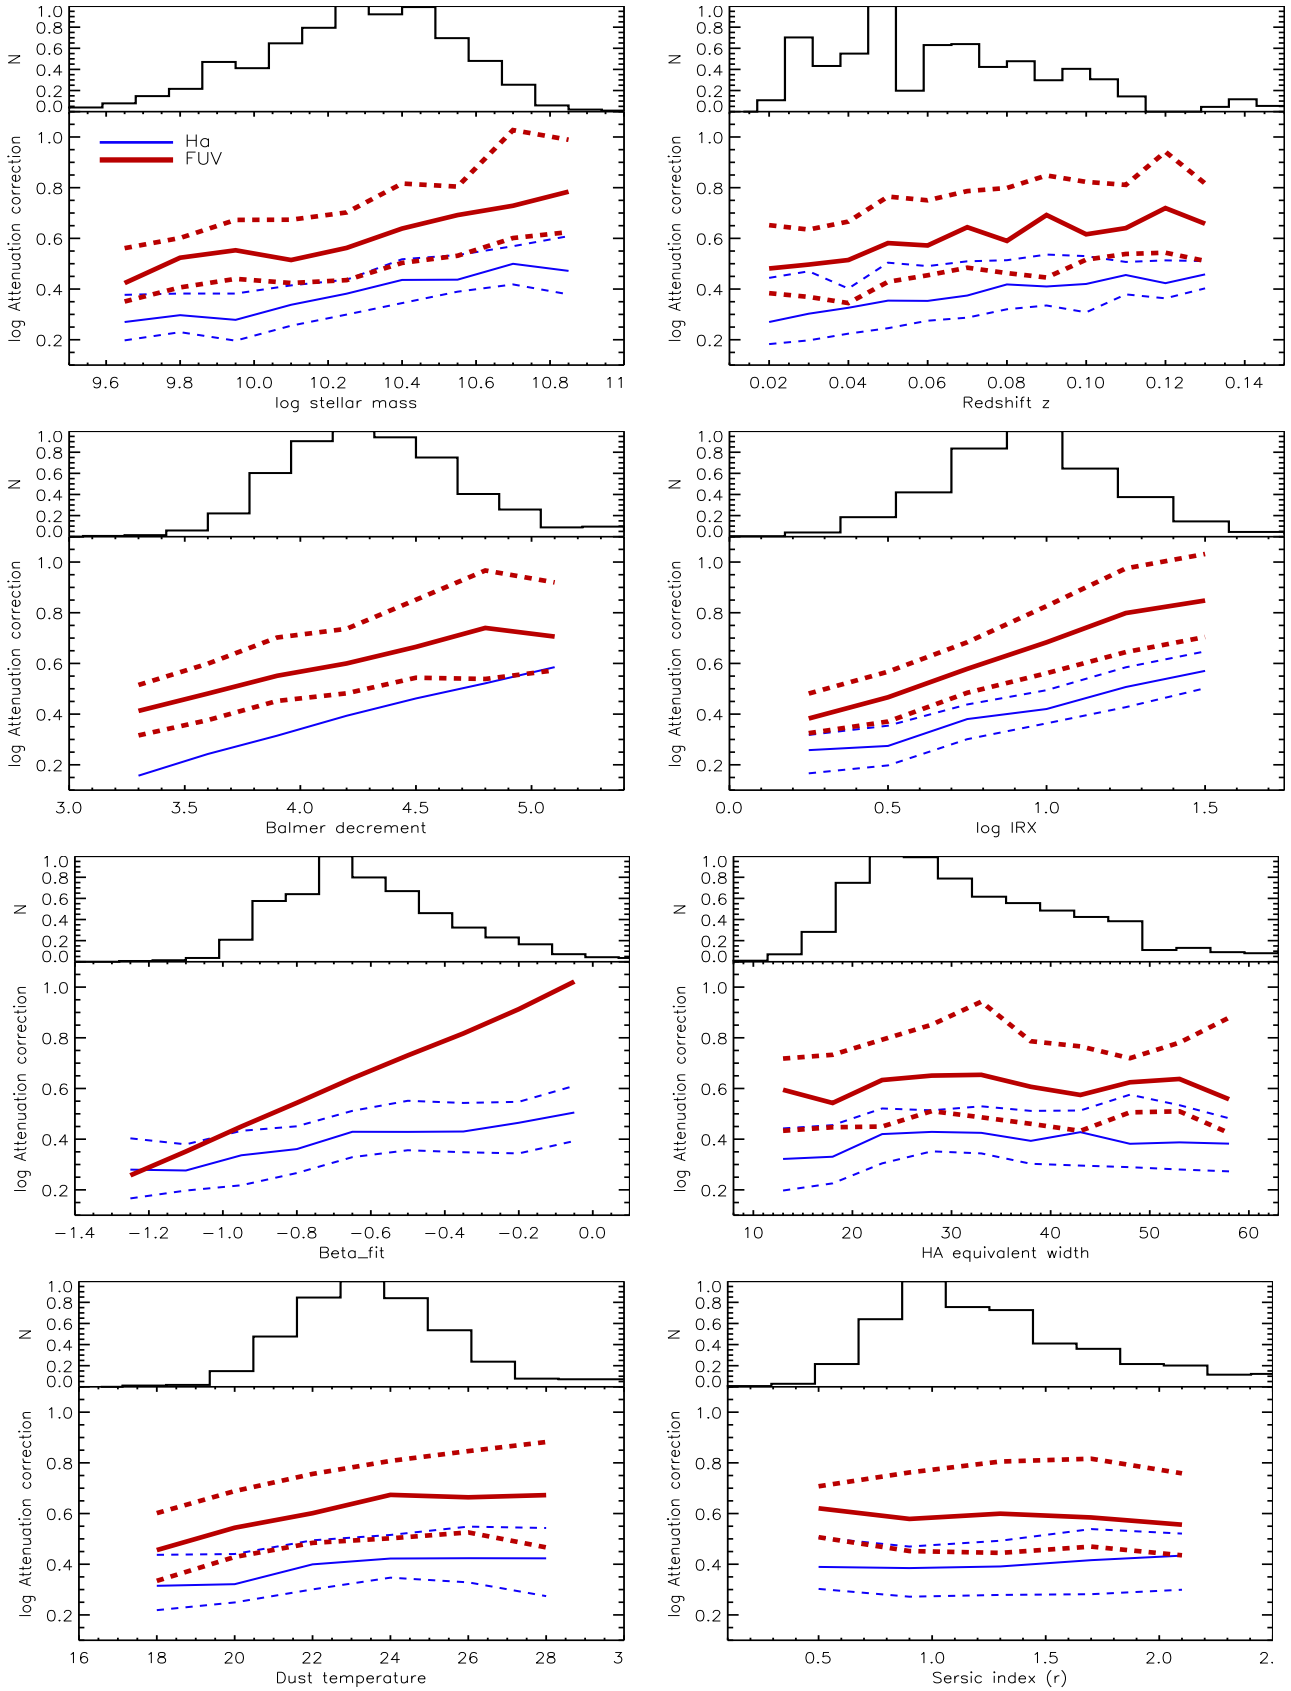 1.0
0.8
0.4
0.2
0.0
N
1.0
0.8
0.6
0.4
0.2
log Attenuation correction
Ha
FUV
9.6 9.8 10.0 10.2 10.4 10.6 10.8 11
log stellar mass
1.0
0.8
0.4
0.2
0.0
N
1.0
0.8
0.6
0.4
0.2
log Attenuation correction
0.02 0.04 0.06 0.08 0.10 0.12 0.14
Redshift z
1.0
0.8
0.6
0.4
0.2
0.0
N
1.0
0.8
0.6
0.4
0.2
log Attenuation correction
3.0 3.5 4.0 4.5 5.0
Balmer decrement
1.0
0.8
0.6
0.4
0.2
0.0
N
1.0
0.8
0.6
0.4
0.2
log Attenuation correction
0.0 0.5 1.0 1.5
log IRX
1.0
0.8
0.6
0.4
0.2
0.0
N
1.0
0.8
0.6
0.4
0.2
log Attenuation correction
−1.4 −1.2 −1.0 −0.8 −0.6 −0.4 −0.2 0.0
Beta_fit
1.0
0.8
0.6
0.4
0.2
0.0
N
1.0
0.8
0.6
0.4
0.2
log Attenuation correction
10 20 30 40 50 60
HA equivalent width
1.0
0.8
0.4
0.2
0.0
N
1.0
0.8
0.6
0.4
0.2
log Attenuation correction
16 18 20 22 24 26 28 3
Dust temperature
1.0
0.8
0.4
0.2
0.0
N
1.0
0.8
0.6
0.4
0.2
log Attenuation correction
0.5 1.0 1.5 2.0 2.
Sersic index (r)